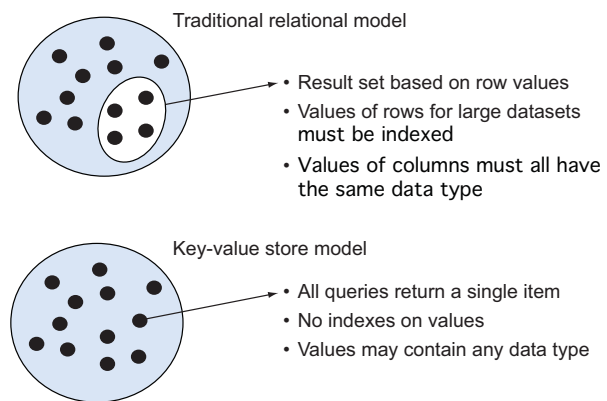 Traditional relational model
• Result set based on row values
• Values of rows for large datasets
must be indexed
• Values of columns must all have
the same data type
Key-value store model
• All queries return a single item
• No indexes on values
• Values may contain any data type